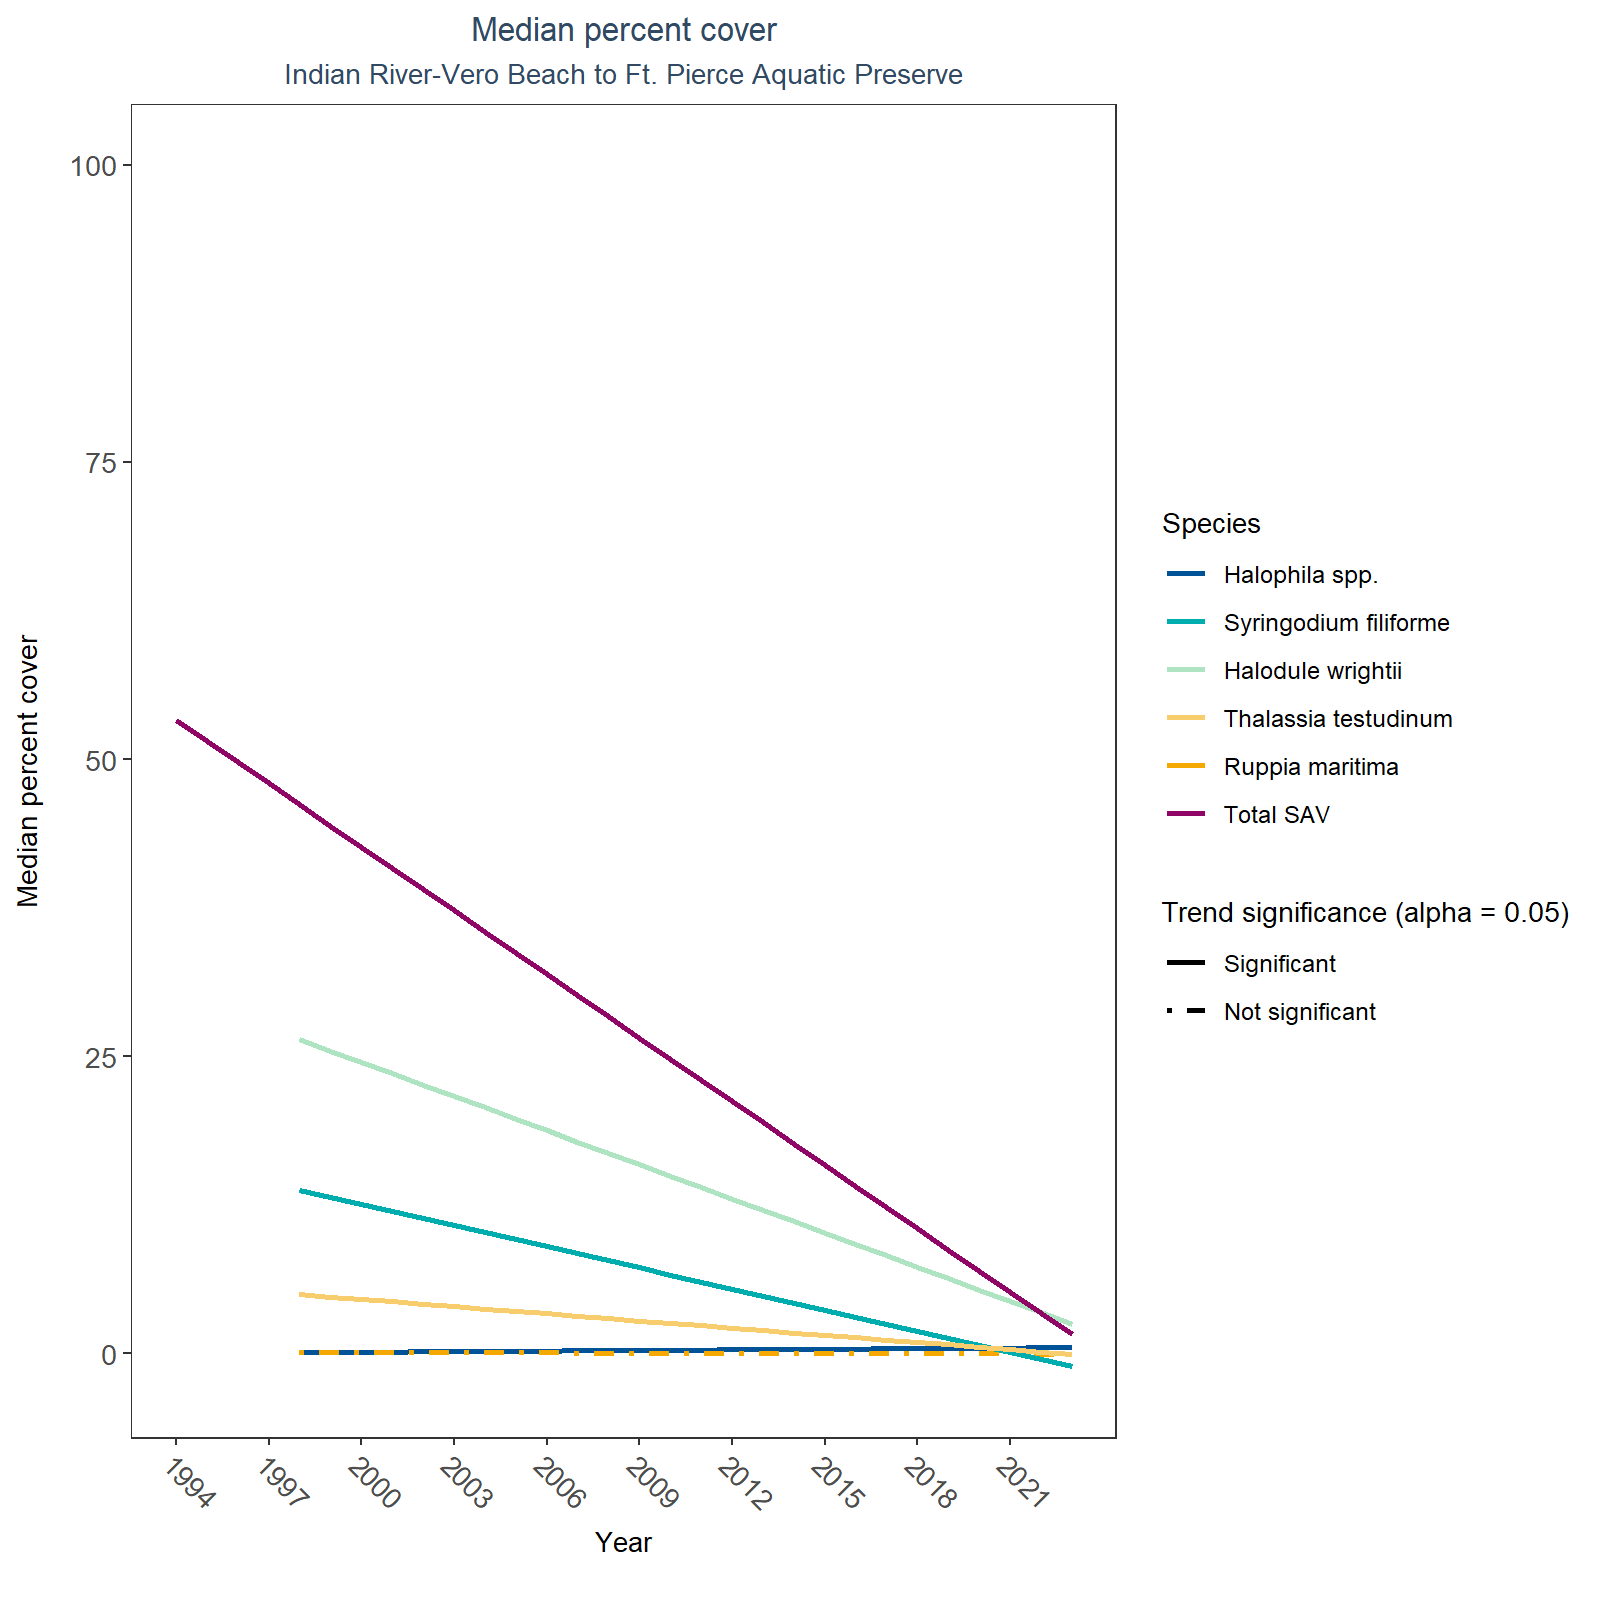 Median percent cover
Indian River-Vero Beach to Ft. Pierce Aquatic Preserve
Median percent cover
100
75
50
25
0
1994
1997
2000
2003
2006
2009
2012
2015
2018
2021
Year
Species
Halophila spp.
Syringodium filiforme
Halodule wrightii
Thalassia testudinum
Ruppia maritima
Total SAV
Trend significance (alpha = 0.05)
Significant
Not significant